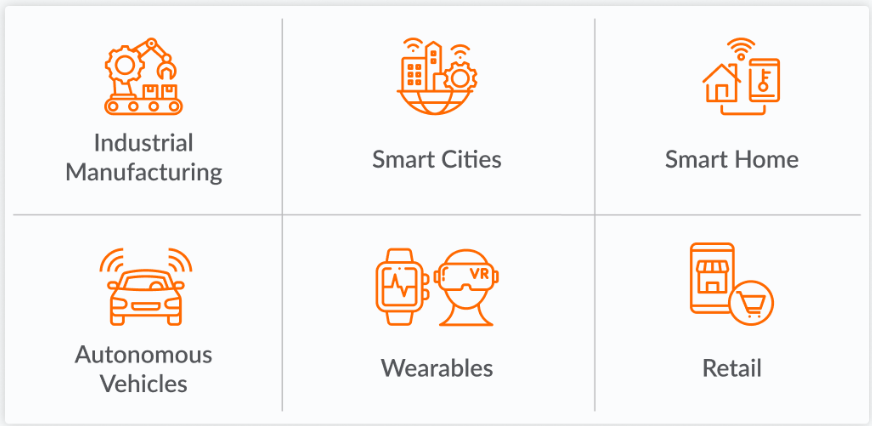 Industrial
Manufacturing
Smart Cities
Smart Home
Autonomous
Vehicles
VR
Wearables
Retail